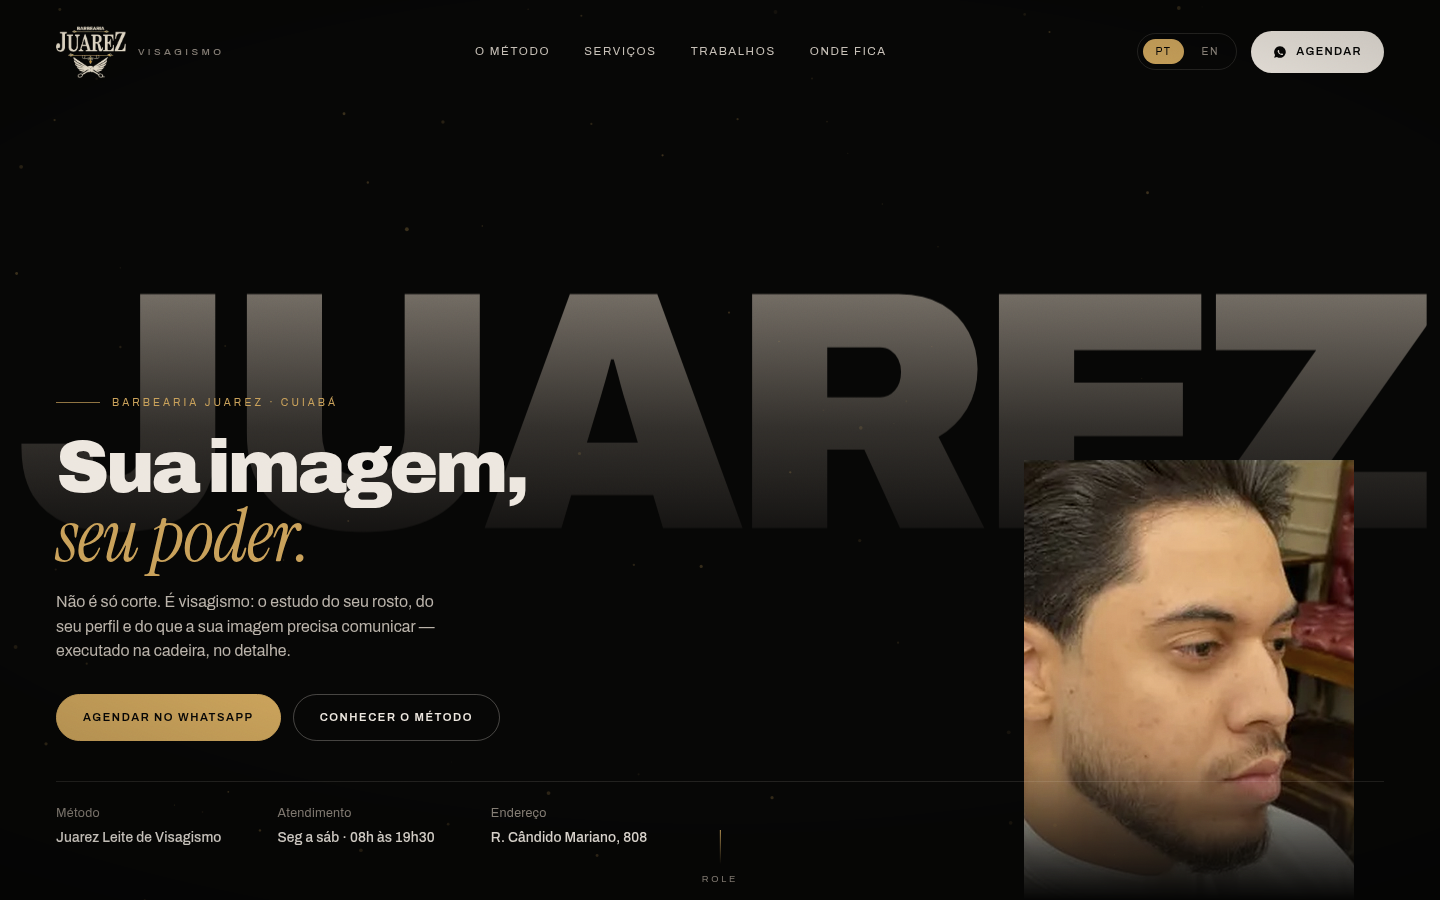 BARBEARIA
JUAREZ
VISAGISMO
O MÉTODO
SERVIÇOS
TRABALHOS
ONDE FICA
PT
EN
AGENDAR
JUAREZ
BARBEARIA JUAREZ · CUIABÁ
Sua imagem,
seu poder.
Não é só corte. É visagismo: o estudo do seu rosto, do
seu perfil e do que a sua imagem precisa comunicar —
executado na cadeira, no detalhe.
AGENDAR NO WHATSAPP
CONHECER O MÉTODO
Método
Juarez Leite de Visagismo
Atendimento
Seg a sáb · 08h às 19h30
Endereço
R. Cândido Mariano, 808
ROLE